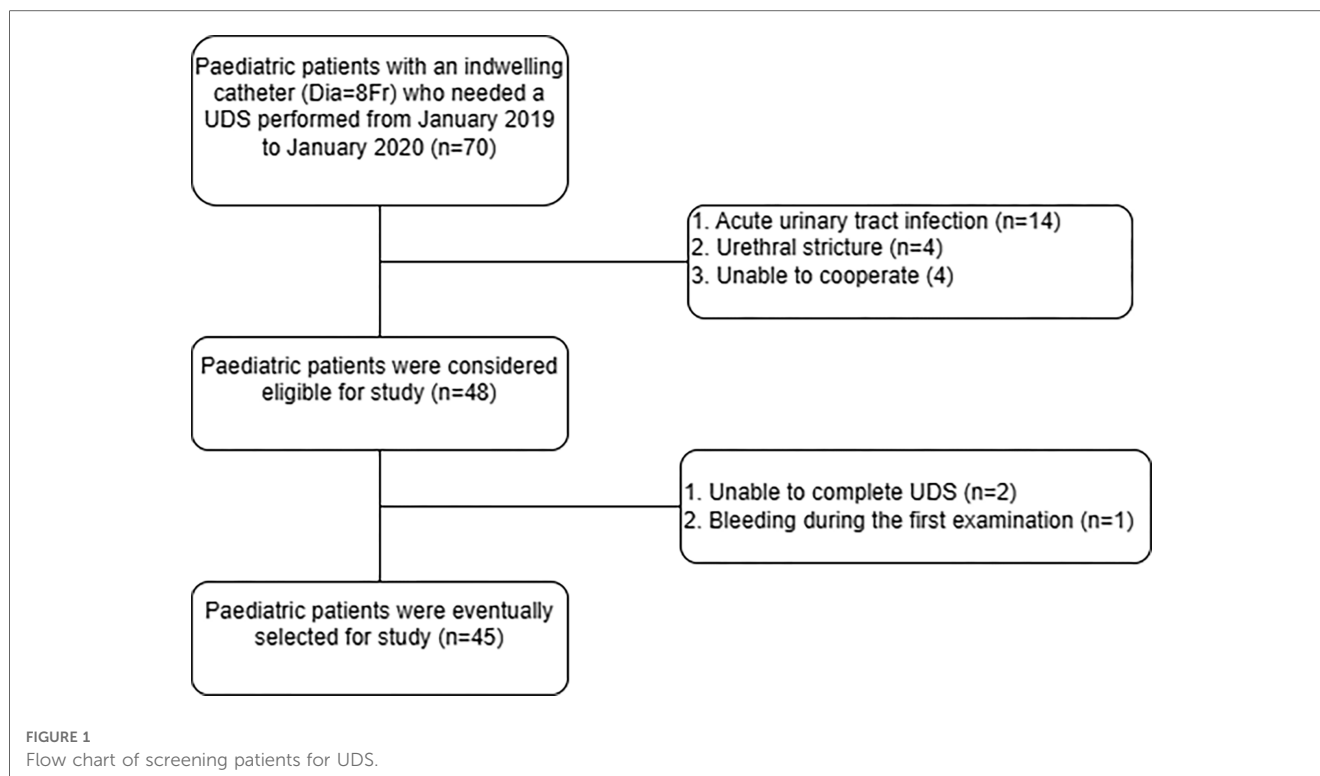 Paediatric patients with an indwelling
catheter (Dia=8Fr) who needed a
UDS performed from January 2019
to January 2020 (n=70)
1. Acute urinary tract infection (n=14)
2. Urethral stricture (n=4)
3. Unable to cooperate (4)
Paediatric patients were considered
eligible for study (n=48)
1. Unable to complete UDS (n=2)
2. Bleeding during the first examination (n=1)
Paediatric patients were eventually
selected for study (n=45)
FIGURE 1
Flow chart of screening patients for UDS.